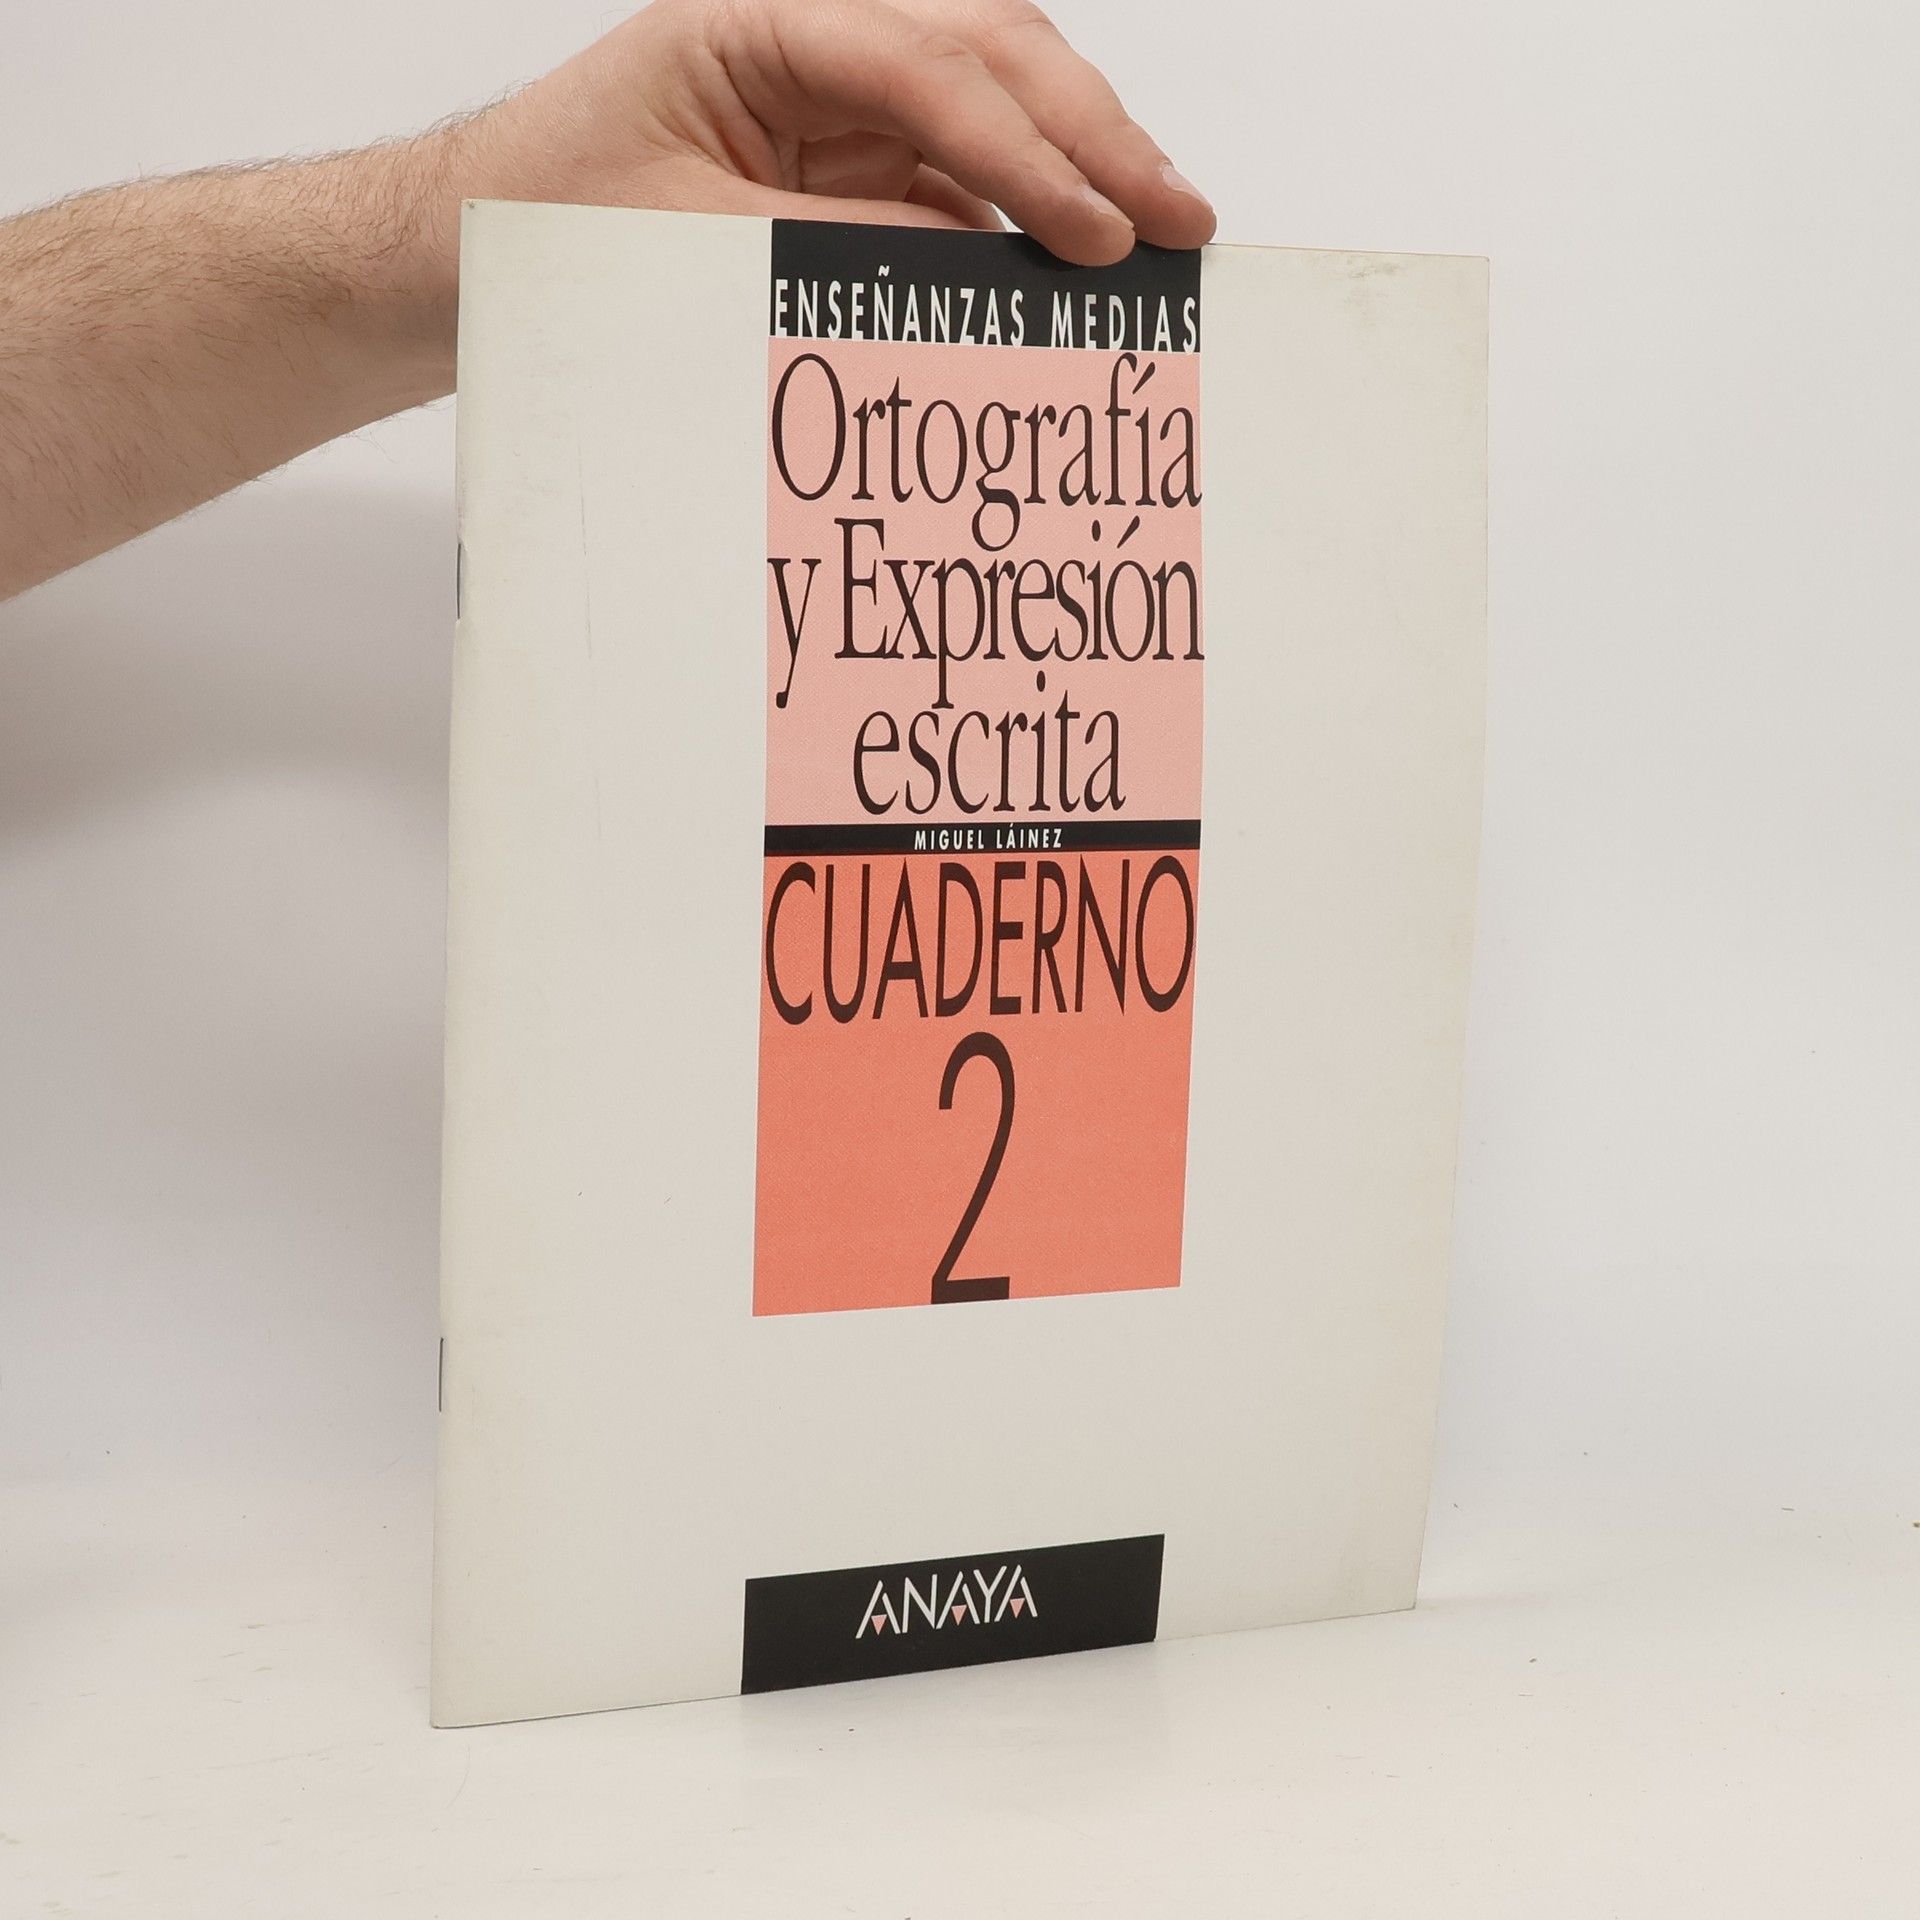 ENSEÑANZAS MEDIAS
Ortografía
y Expresión
escrita
MIGUEL LÁINEZ
CUADERNO
2
ANAYA